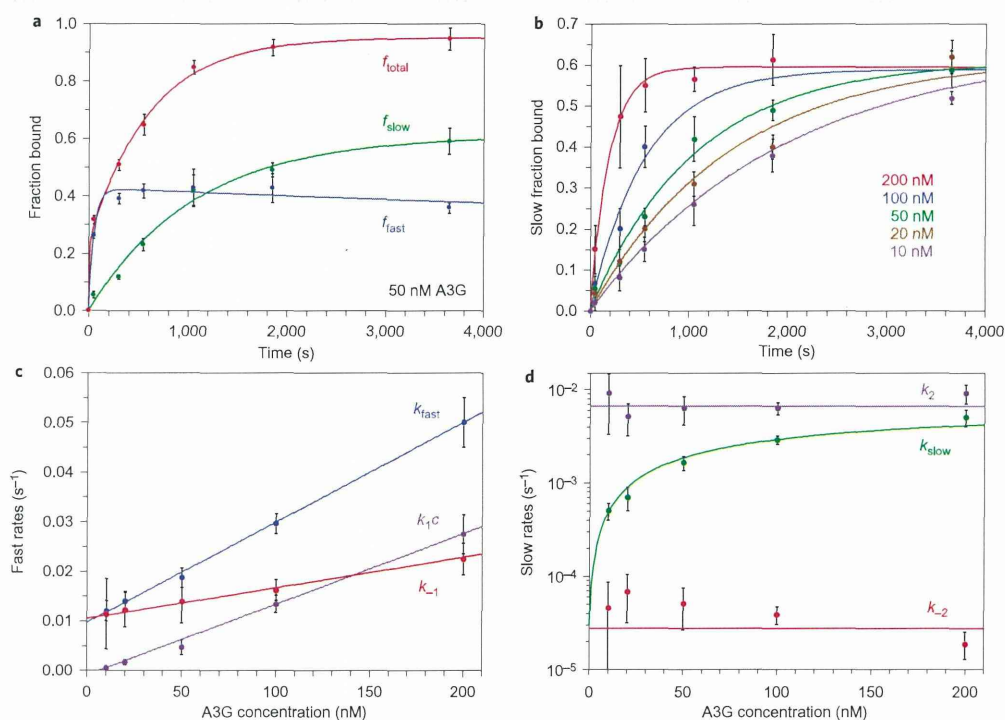 a
Fraction bound
1.0
0.8
0.6
0.4
0.2
0.0
f_total
f_slow
f_fast
50 nM A3G
0 1,000 2,000 3,000 4,000
Time (s)
b
Slow fraction bound
0.7
0.6
0.5
0.4
0.3
0.2
0.1
0.0
200 nM
100 nM
50 nM
20 nM
10 nM
0 1,000 2,000 3,000 4,000
Time (s)
c
Fast rates (s⁻¹)
0.06
0.05
0.04
0.03
0.02
0.01
0.00
k_fast
k₁c
k₋₁
0 50 100 150 200
A3G concentration (nM)
d
Slow rates (s⁻¹)
10⁻²
10⁻³
10⁻⁴
10⁻⁵
k₂
k_slow
k₋₂
0 50 100 150 200
A3G concentration (nM)